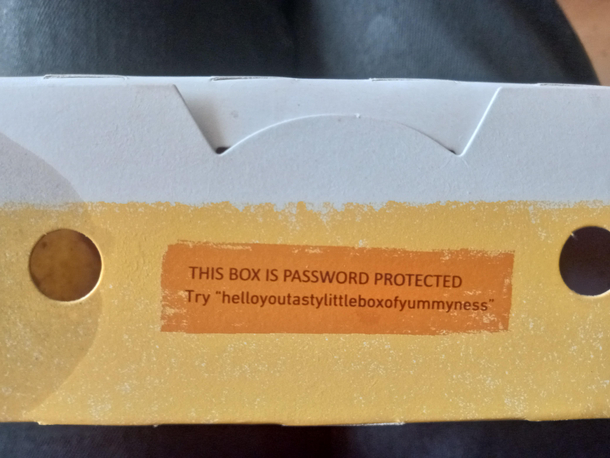 THIS BOX IS PASSWORD PROTECTED
Try "helloyoutastylittleboxofyummyness"